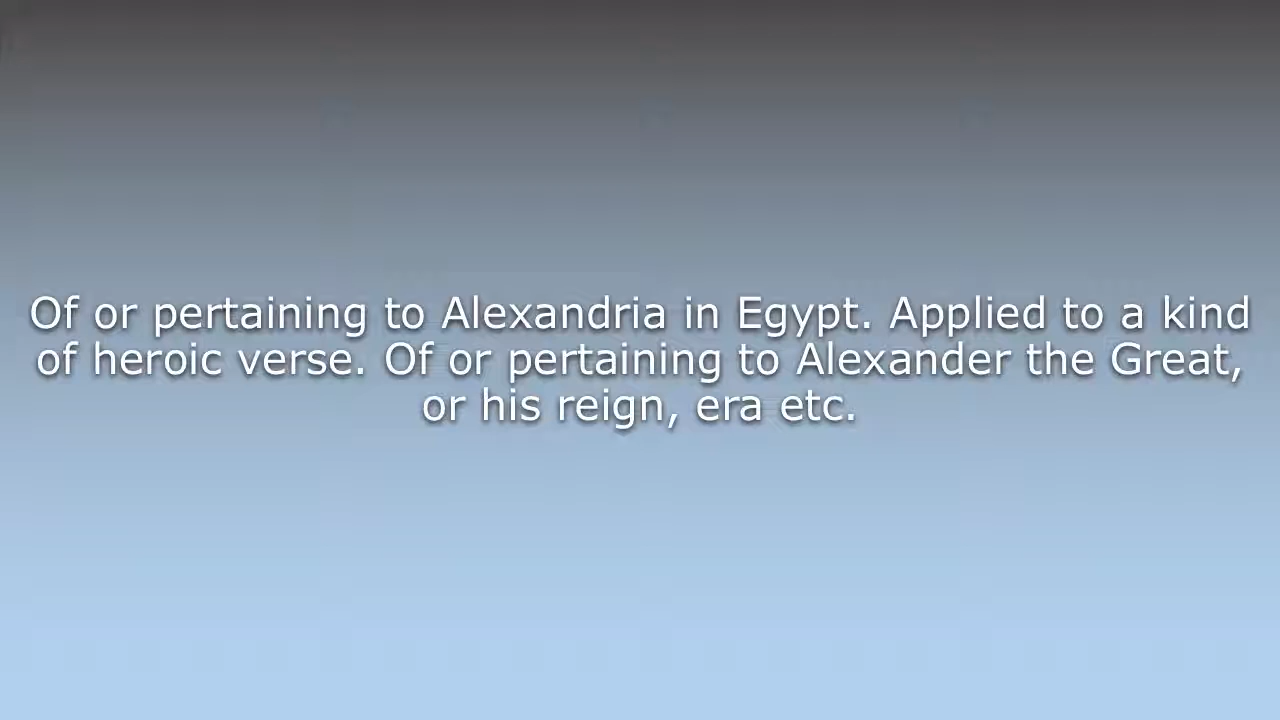 Of or pertaining to Alexandria in Egypt. Applied to a kind
of heroic verse. Of or pertaining to Alexander the Great,
or his reign, era etc.